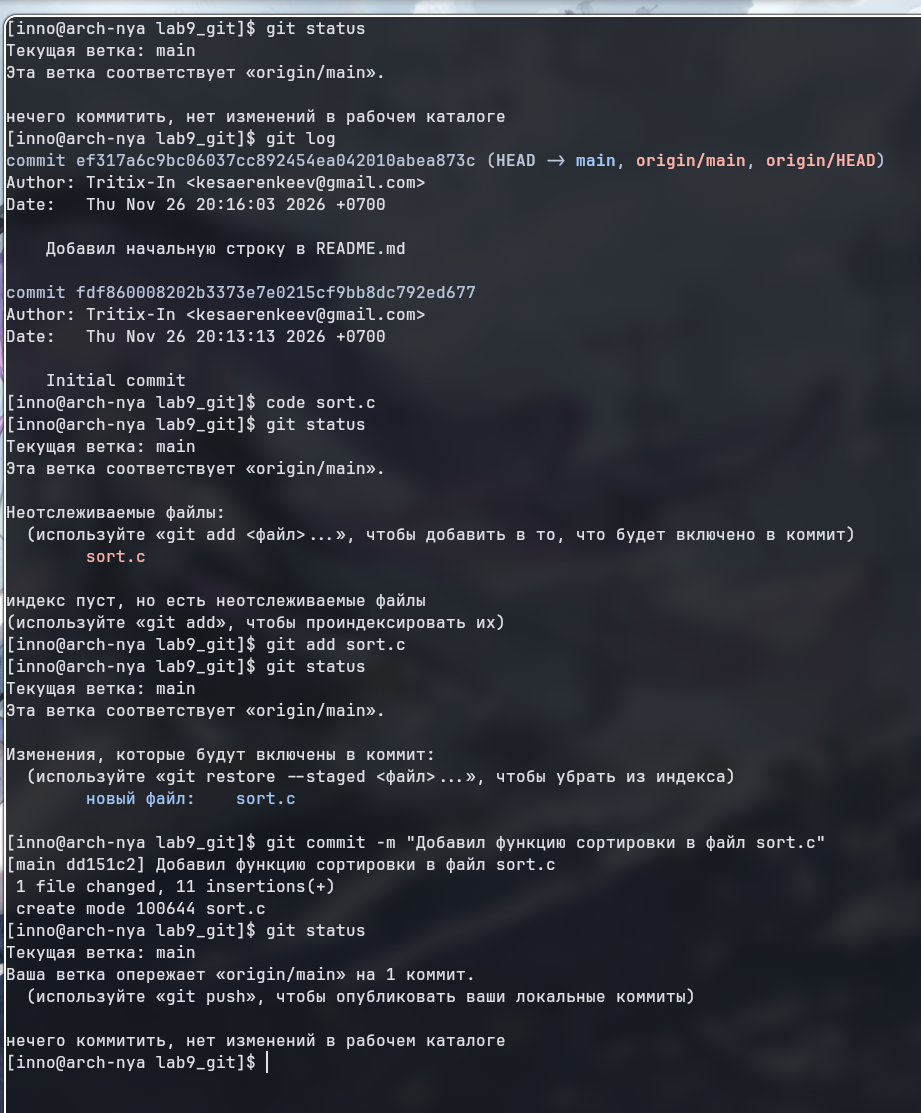 [inno@arch-nya lab9_git]$ git status
Текущая ветка: main
Эта ветка соответствует «origin/main».
нечего коммитить, нет изменений в рабочем каталоге
[inno@arch-nya lab9_git]$ git log
commit ef317a6c9bc06037cc892454ea042010abea873c (HEAD -> main, origin/main, origin/HEAD)
Author: Tritix-In <kesaerenkeev@gmail.com>
Date:   Thu Nov 26 20:16:03 2026 +0700
    Добавил начальную строку в README.md
commit fdf860008202b3373e7e0215cf9bb8dc792ed677
Author: Tritix-In <kesaerenkeev@gmail.com>
Date:   Thu Nov 26 20:13:13 2026 +0700
    Initial commit
[inno@arch-nya lab9_git]$ code sort.c
[inno@arch-nya lab9_git]$ git status
Текущая ветка: main
Эта ветка соответствует «origin/main».
Неотслеживаемые файлы:
  (используйте «git add <файл>...», чтобы добавить в то, что будет включено в коммит)
        sort.c
индекс пуст, но есть неотслеживаемые файлы
(используйте «git add», чтобы проиндексировать их)
[inno@arch-nya lab9_git]$ git add sort.c
[inno@arch-nya lab9_git]$ git status
Текущая ветка: main
Эта ветка соответствует «origin/main».
Изменения, которые будут включены в коммит:
  (используйте «git restore --staged <файл>...», чтобы убрать из индекса)
        новый файл:    sort.c
[inno@arch-nya lab9_git]$ git commit -m "Добавил функцию сортировки в файл sort.c"
[main dd151c2] Добавил функцию сортировки в файл sort.c
 1 file changed, 11 insertions(+)
 create mode 100644 sort.c
[inno@arch-nya lab9_git]$ git status
Текущая ветка: main
Ваша ветка опережает «origin/main» на 1 коммит.
  (используйте «git push», чтобы опубликовать ваши локальные коммиты)
нечего коммитить, нет изменений в рабочем каталоге
[inno@arch-nya lab9_git]$